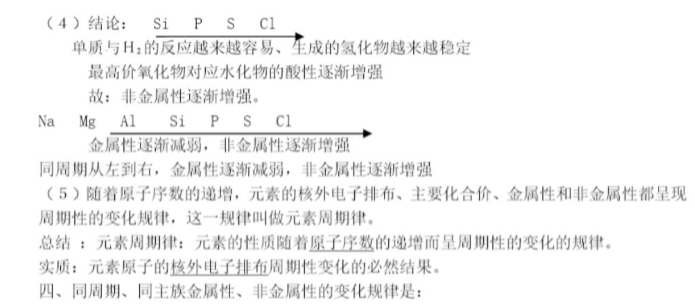 （4）结论： Si P S Cl
单质与H₂的反应越来越容易、生成的氢化物越来越稳定
最高价氧化物对应水化物的酸性逐渐增强
故：非金属性逐渐增强。
Na Mg Al Si P S Cl
金属性逐渐减弱，非金属性逐渐增强
同周期从左到右，金属性逐渐减弱，非金属性逐渐增强
（5）随着原子序数的递增，元素的核外电子排布、主要化合价、金属性和非金属性都呈现
周期性的变化规律，这一规律叫做元素周期律。
总结 ：元素周期律：元素的性质随着原子序数的递增而呈周期性的变化的规律。
实质：元素原子的核外电子排布周期性变化的必然结果。
四、同周期、同主族金属性、非金属性的变化规律是：